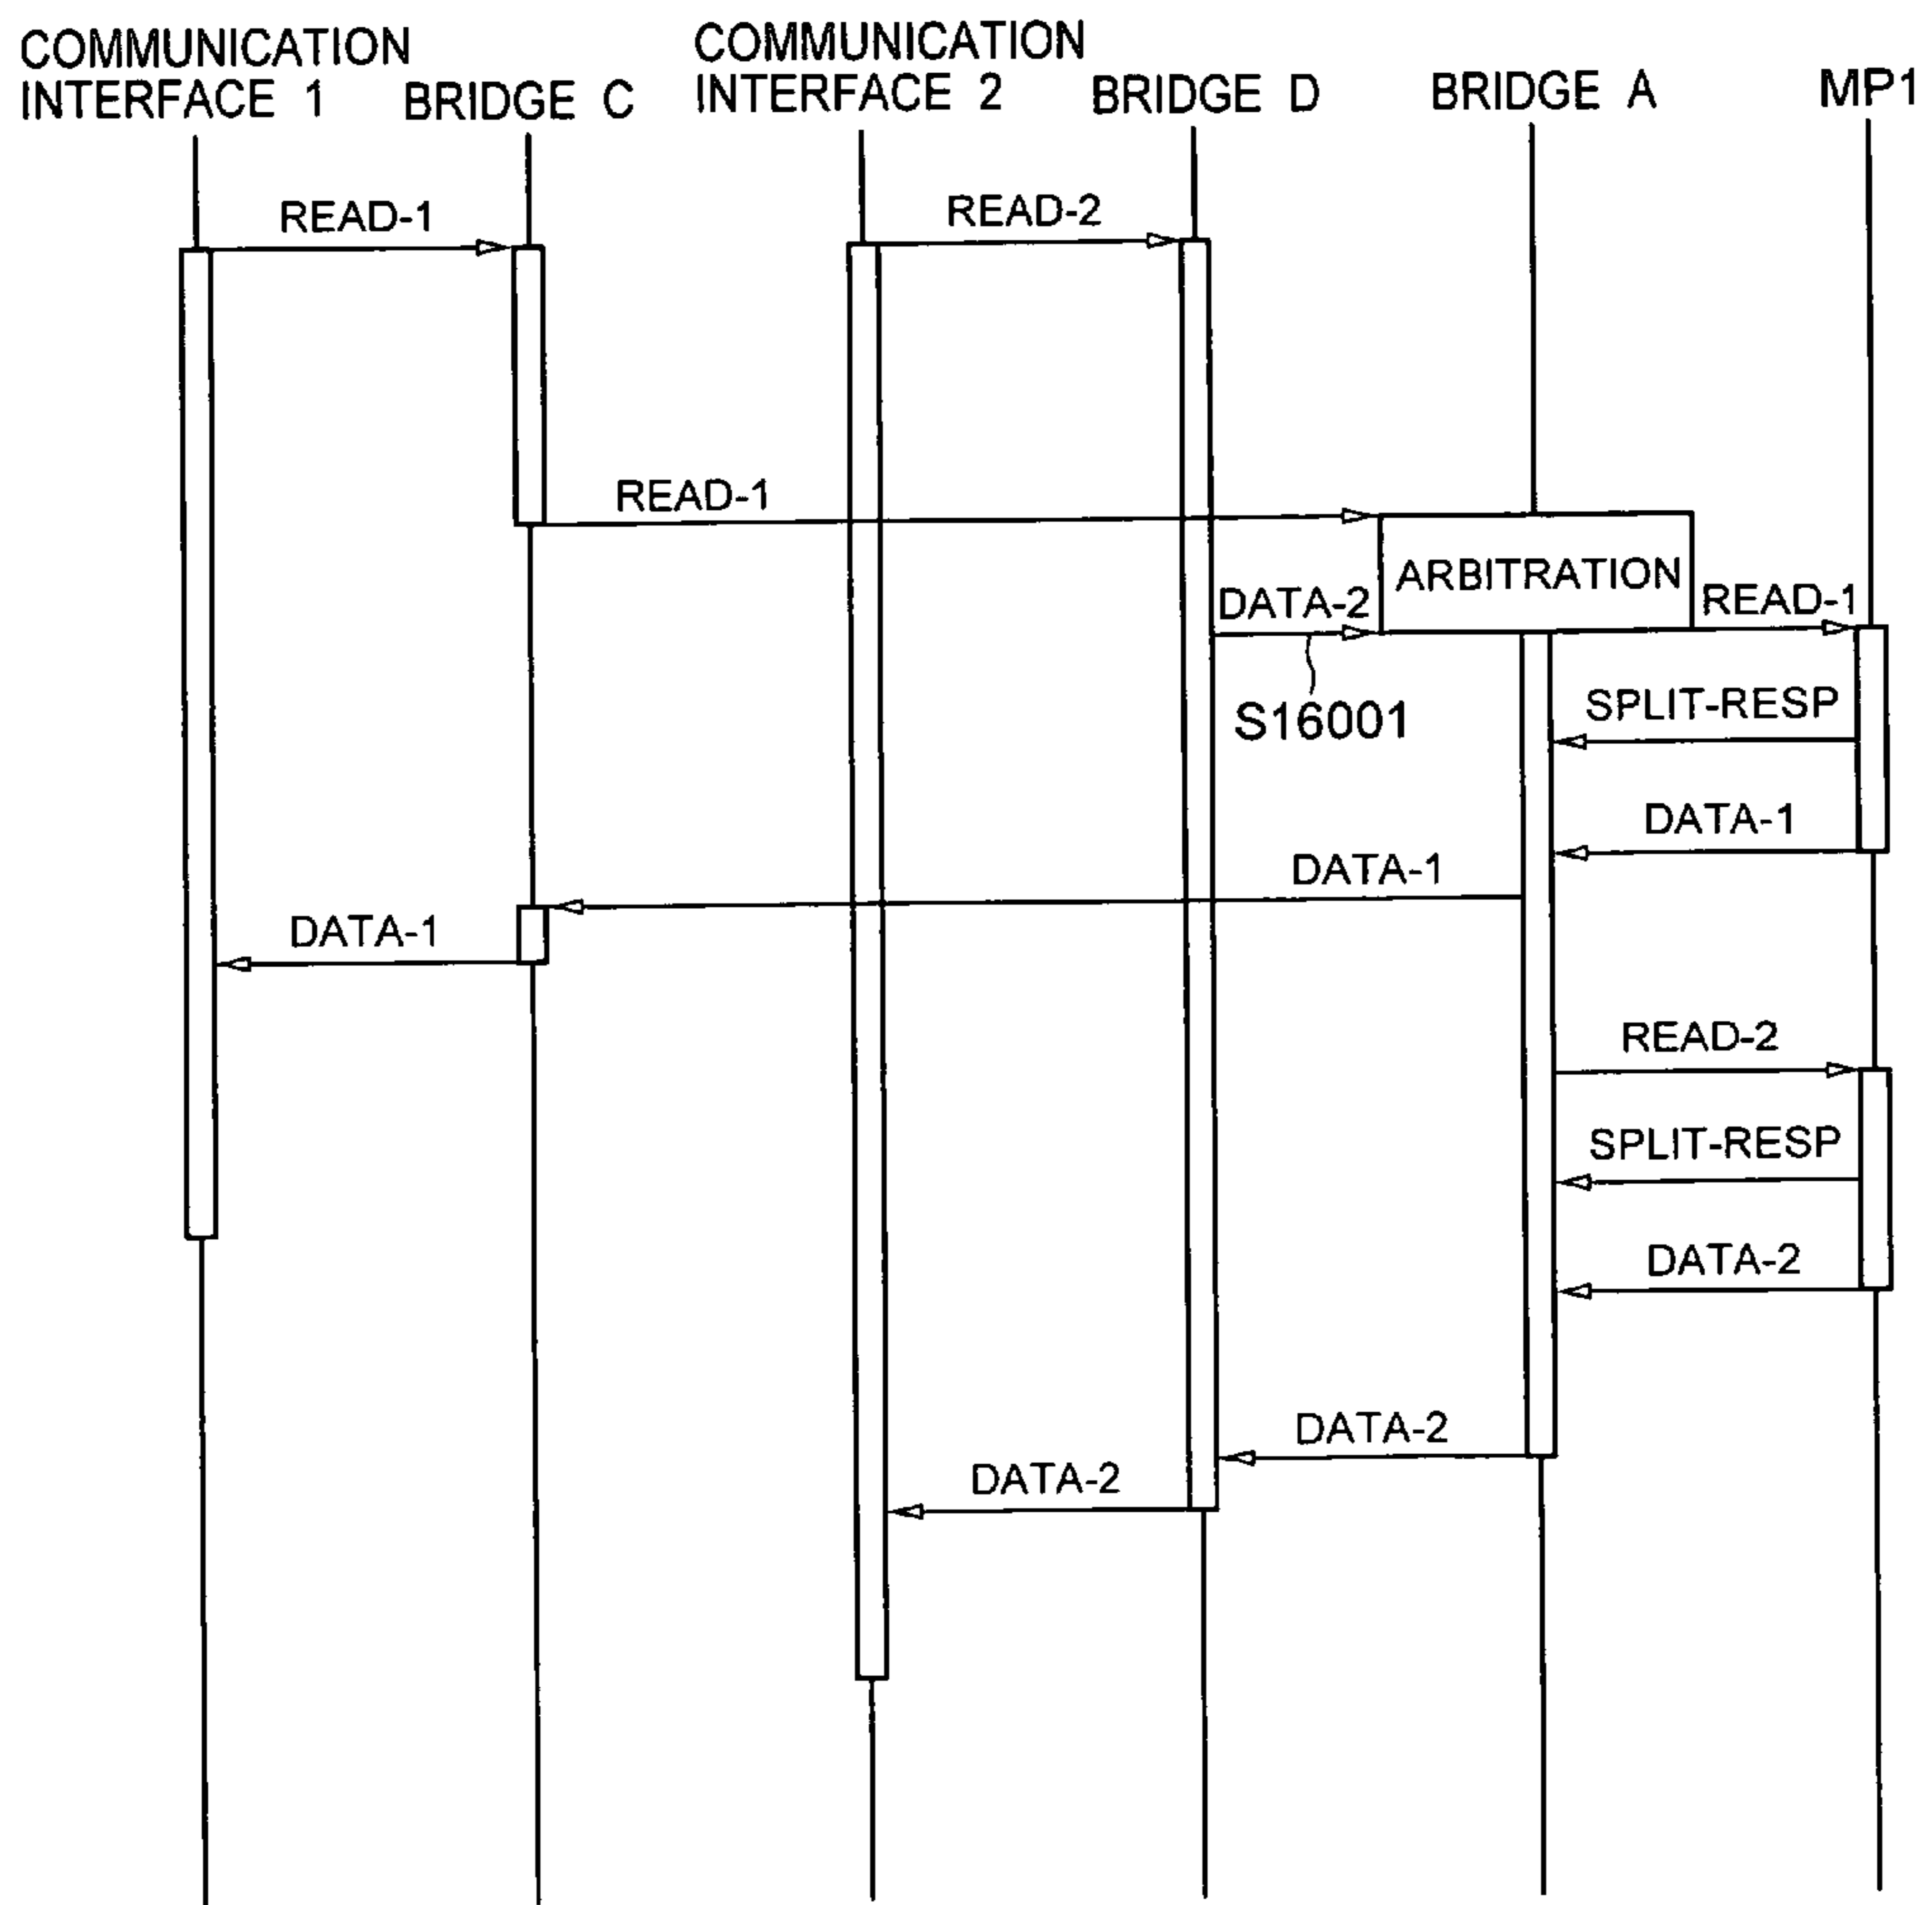 COMMUNICATION
INTERFACE 1
BRIDGE C
COMMUNICATION
INTERFACE 2
BRIDGE D
BRIDGE A
MP1
READ-1
READ-2
READ-1
ARBITRATION
DATA-2
READ-1
S16001
SPLIT-RESP
DATA-1
DATA-1
DATA-1
READ-2
SPLIT-RESP
DATA-2
DATA-2
DATA-2